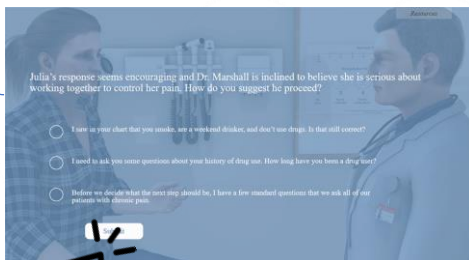 Resources
Julia's response seems encouraging and Dr. Marshall is inclined to believe she is serious about
working together to control her pain. How do you suggest he proceed?
I saw in your chart that you smoke, are a weekend drinker, and don't use drugs. Is that still correct?
I need to ask you some questions about your history of drug use. How long have you been a drug user?
Before we decide what the next step should be, I have a few standard questions that we ask all of our
patients with chronic pain.